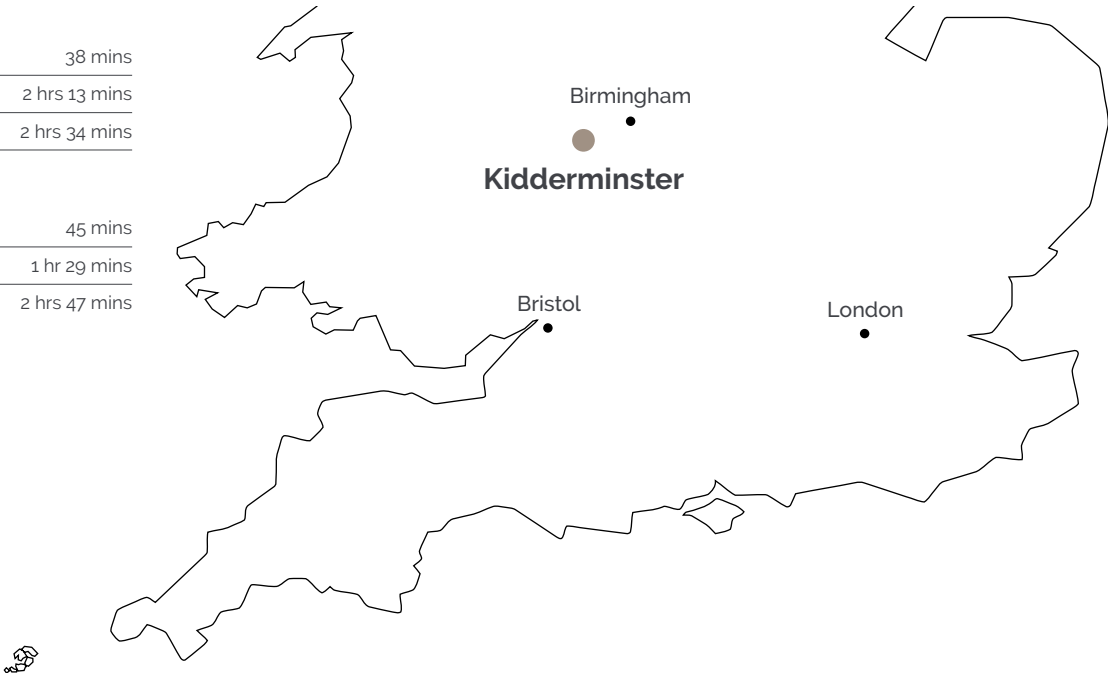 38 mins
2 hrs 13 mins
2 hrs 34 mins
45 mins
1 hr 29 mins
2 hrs 47 mins
Birmingham
Kidderminster
Bristol
London